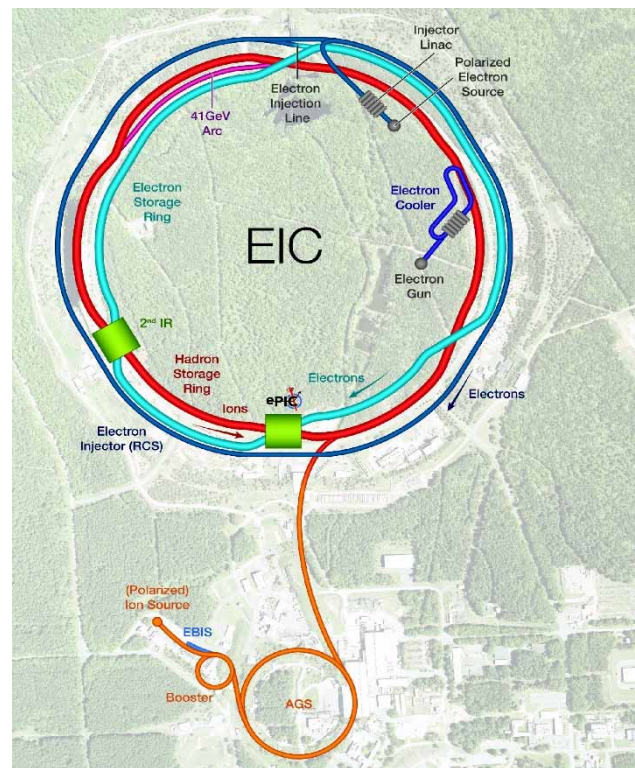 Injector
Linac
Polarized
Electron
Source
Electron
Injection
Line
41GeV
Arc
Electron
Storage
Ring
Electron
Cooler
EIC
Electron
Gun
2nd IR
Hadron
Storage
Ring
ePIC
Electrons
Ions
Electrons
Electron
Injector (RCS)
(Polarized)
Ion Source
EBIS
Booster
AGS